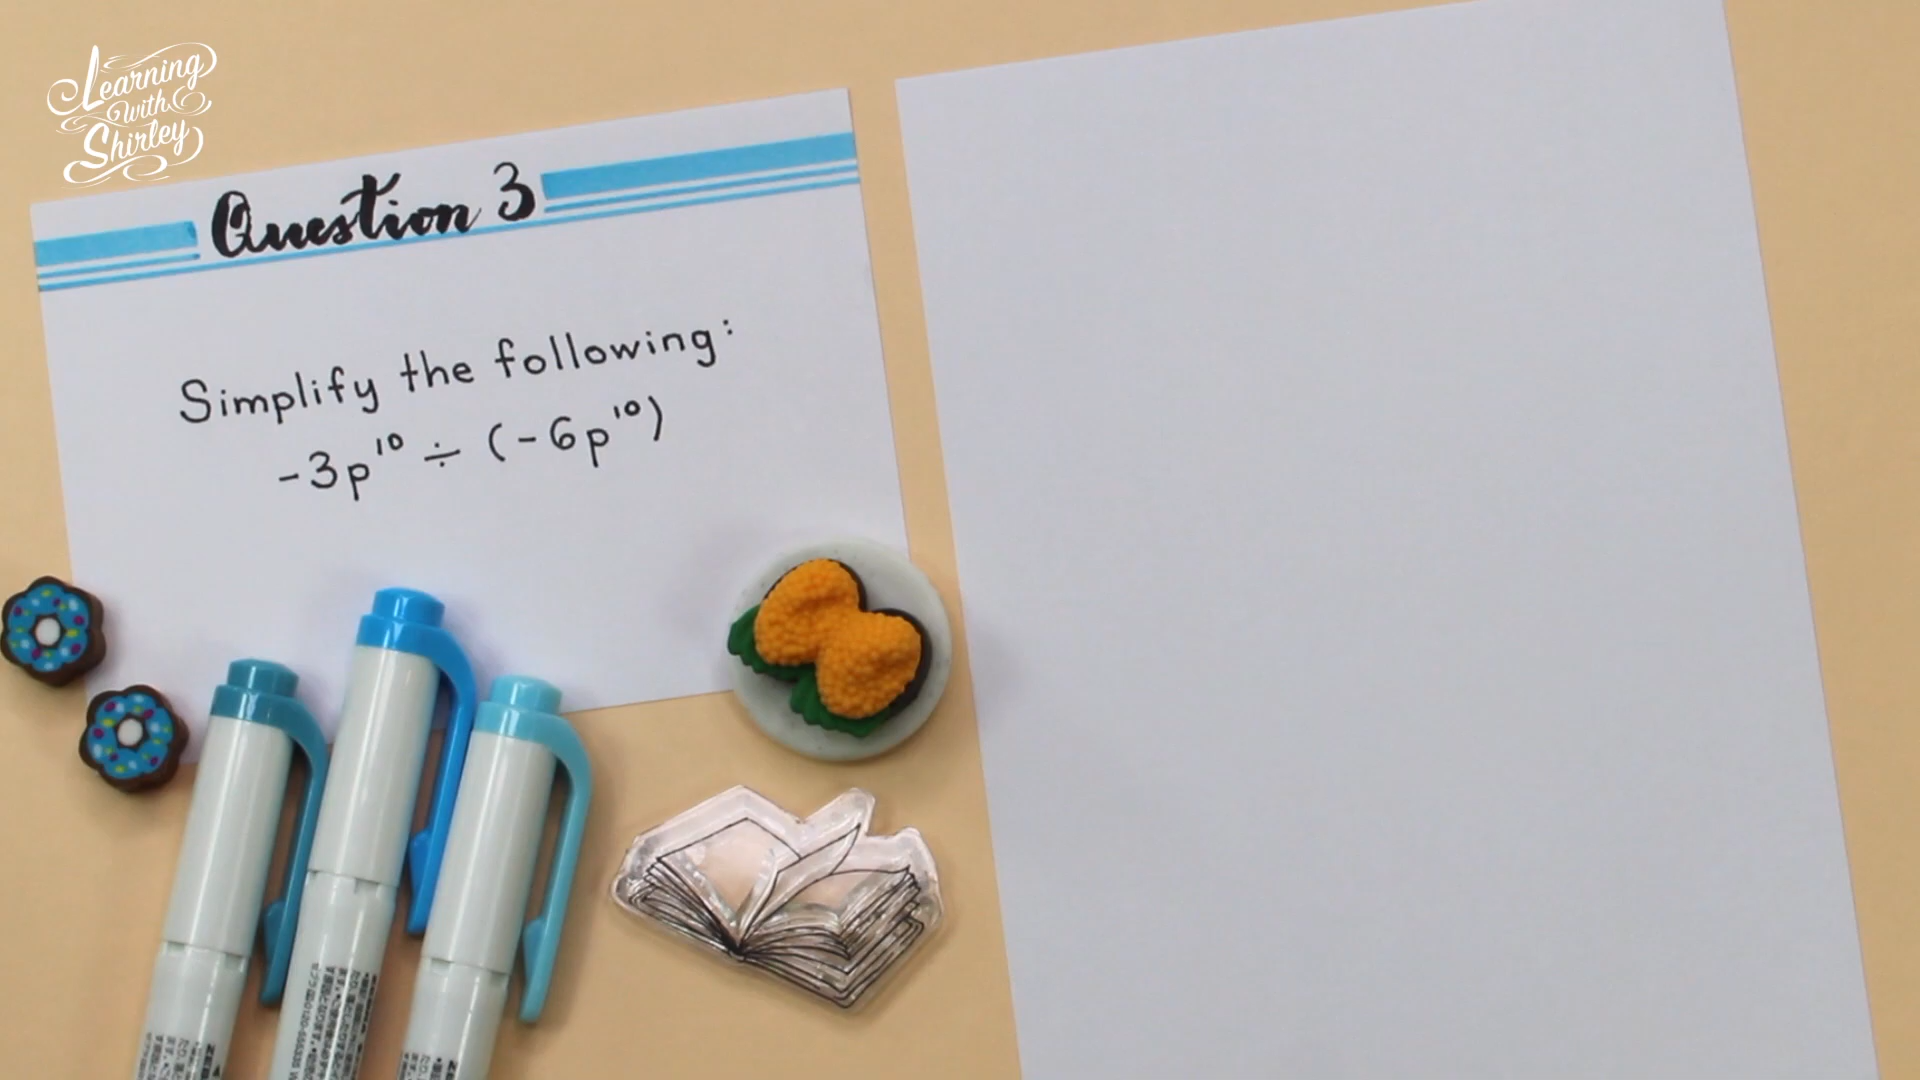 Learning
With
Shirley
Question 3
Simplify the following:
-3p¹⁰ ÷ (-6p¹⁰)